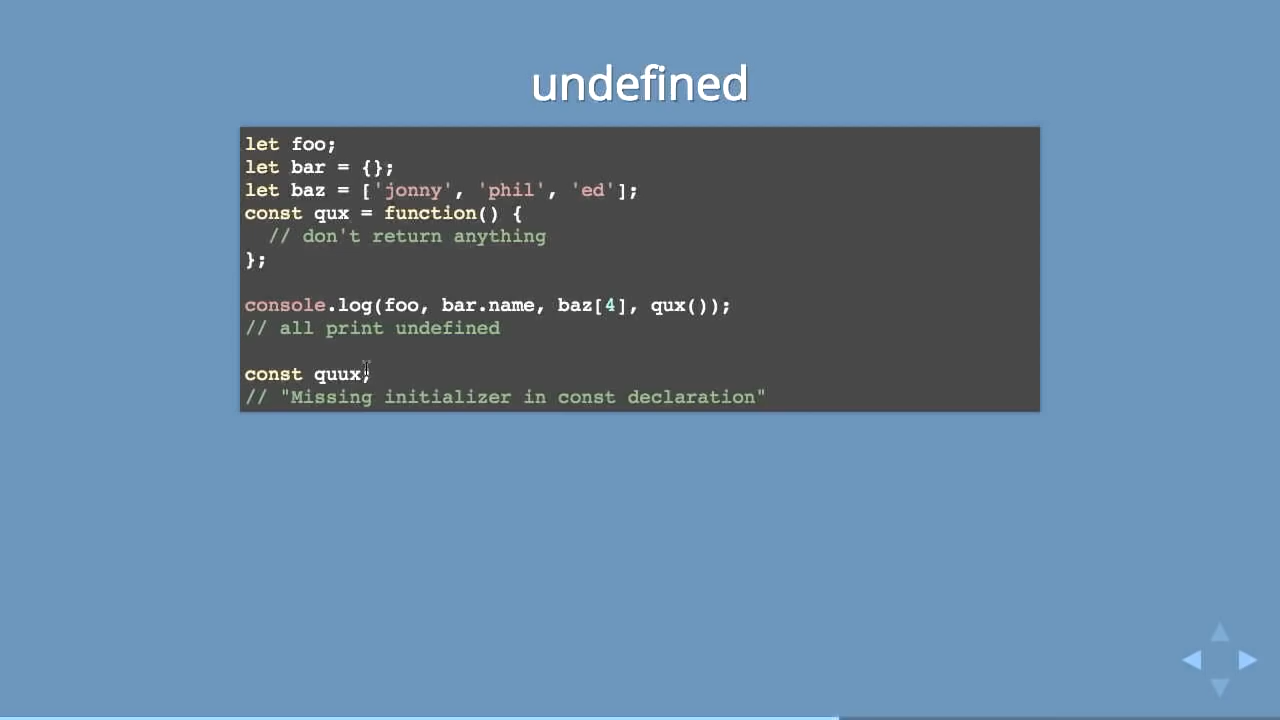 undefined
let foo;
let bar = {};
let baz = ['jonny', 'phil', 'ed'];
const qux = function() {
  // don't return anything
};
console.log(foo, bar.name, baz[4], qux());
// all print undefined
const quux;
// "Missing initializer in const declaration"